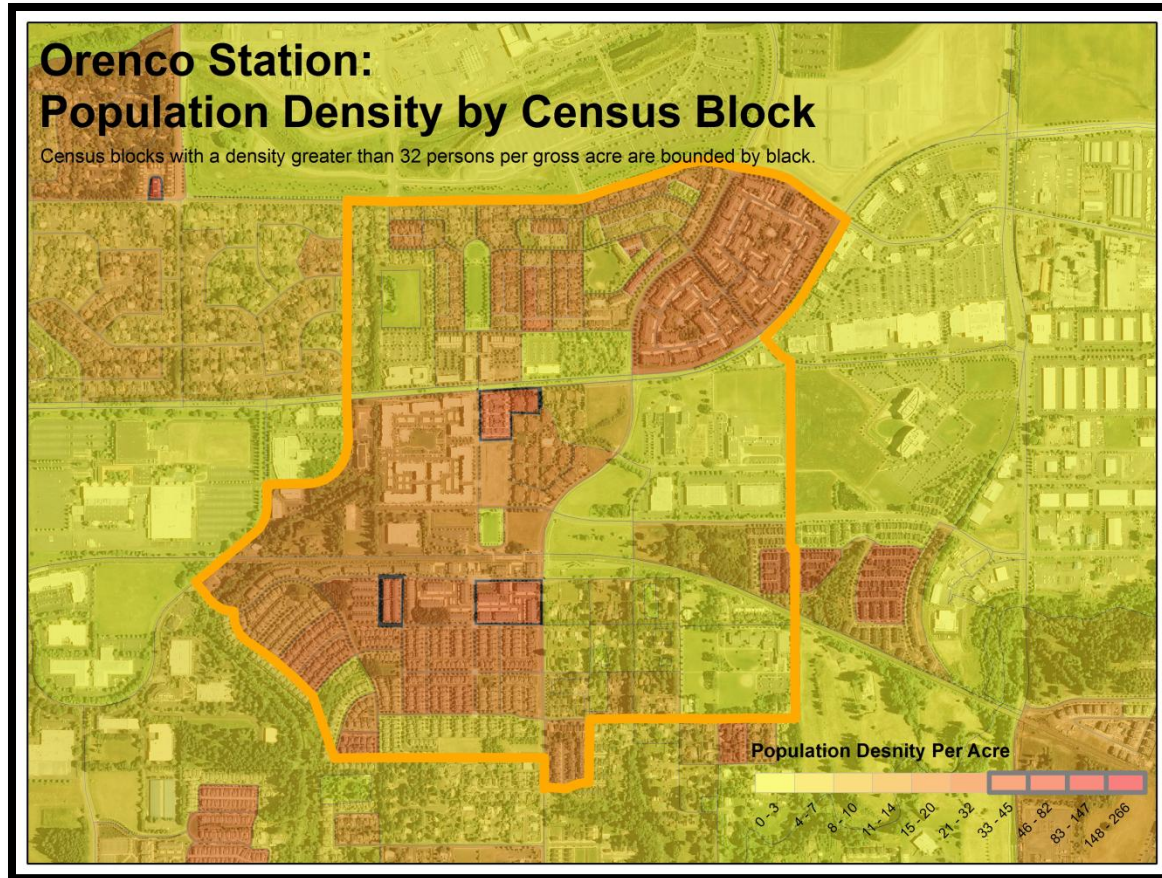 Orenco Station:
Population Density by Census Block
Census blocks with a density greater than 32 persons per gross acre are bounded by black.
Population Desnity Per Acre
0 - 3
4 - 7
8 - 10
11 - 14
15 - 20
21 - 32
33 - 45
46 - 82
83 - 147
148 - 266